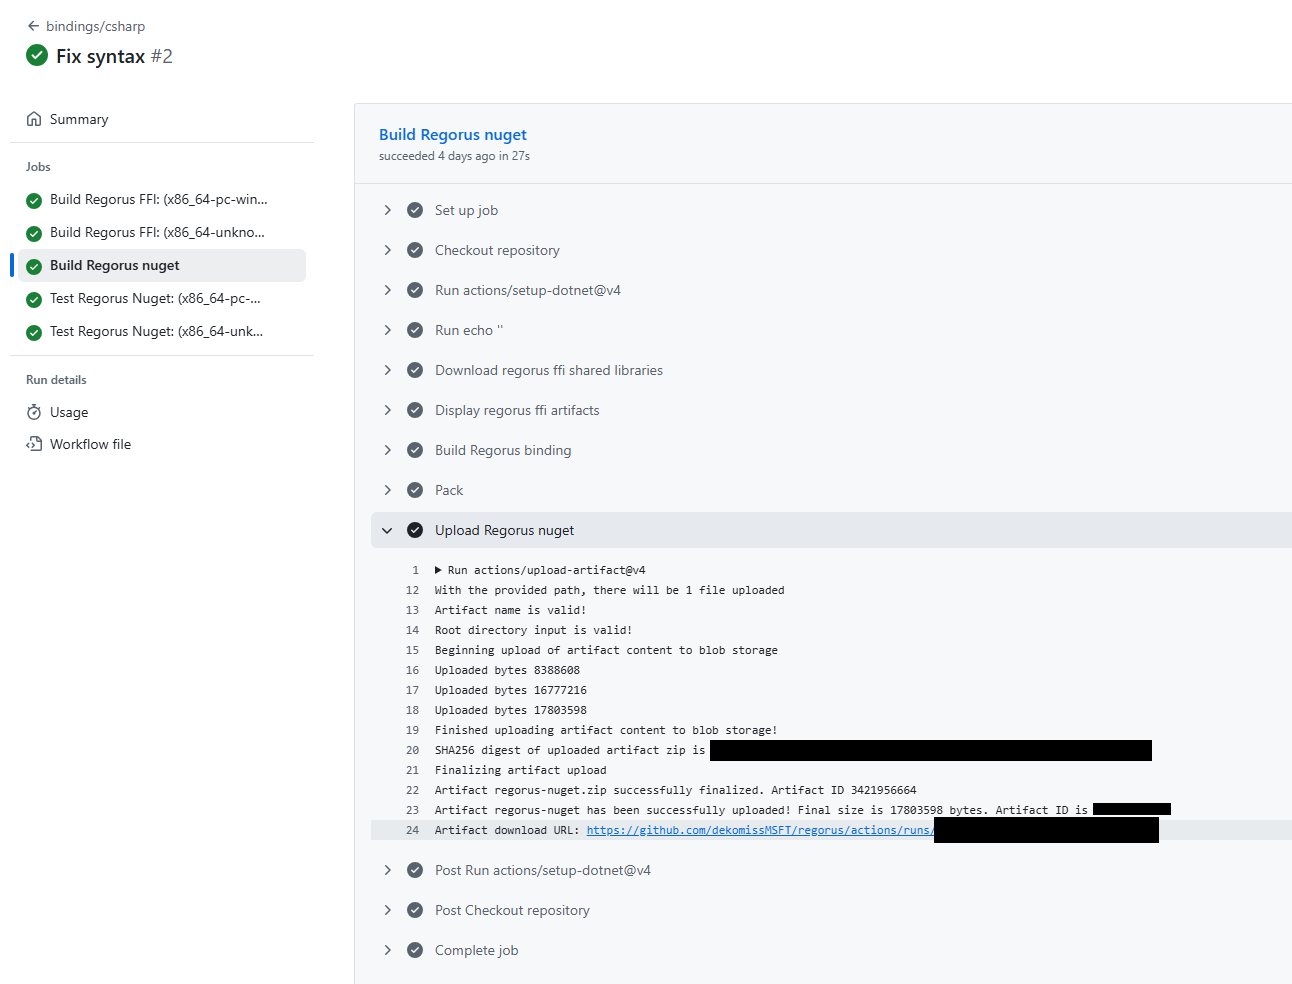 bindings/csharp
Fix syntax #2
Summary
Jobs
Build Regorus FFI: (x86_64-pc-win...
Build Regorus FFI: (x86_64-unkno...
Build Regorus nuget
Test Regorus Nuget: (x86_64-pc-...
Test Regorus Nuget: (x86_64-unk...
Run details
Usage
Workflow file
Build Regorus nuget
succeeded 4 days ago in 27s
Set up job
Checkout repository
Run actions/setup-dotnet@v4
Run echo ''
Download regorus ffi shared libraries
Display regorus ffi artifacts
Build Regorus binding
Pack
Upload Regorus nuget
1 Run actions/upload-artifact@v4
12 With the provided path, there will be 1 file uploaded
13 Artifact name is valid!
14 Root directory input is valid!
15 Beginning upload of artifact content to blob storage
16 Uploaded bytes 8388608
17 Uploaded bytes 16777216
18 Uploaded bytes 17803598
19 Finished uploading artifact content to blob storage!
20 SHA256 digest of uploaded artifact zip is
21 Finalizing artifact upload
22 Artifact regorus-nuget.zip successfully finalized. Artifact ID 3421956664
23 Artifact regorus-nuget has been successfully uploaded! Final size is 17803598 bytes. Artifact ID is
24 Artifact download URL: https://github.com/dekomissMSFT/regorus/actions/runs/
Post Run actions/setup-dotnet@v4
Post Checkout repository
Complete job